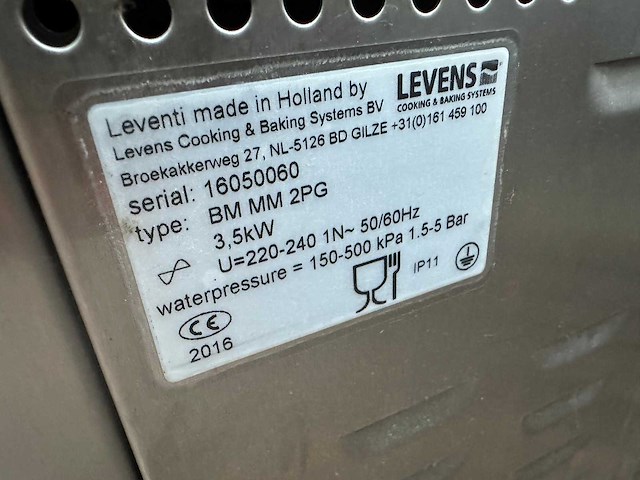 Leventi made in Holland by
LEVENS
COOKING & BAKING SYSTEMS
Levens Cooking & Baking Systems BV
Broekakkerweg 27, NL-5126 BD GILZE +31(0)161 459 100
serial: 16050060
type: BM MM 2PG
3,5kW
U=220-240 1N~ 50/60Hz
waterpressure = 150-500 kPa 1.5-5 Bar
CE
IP11
2016